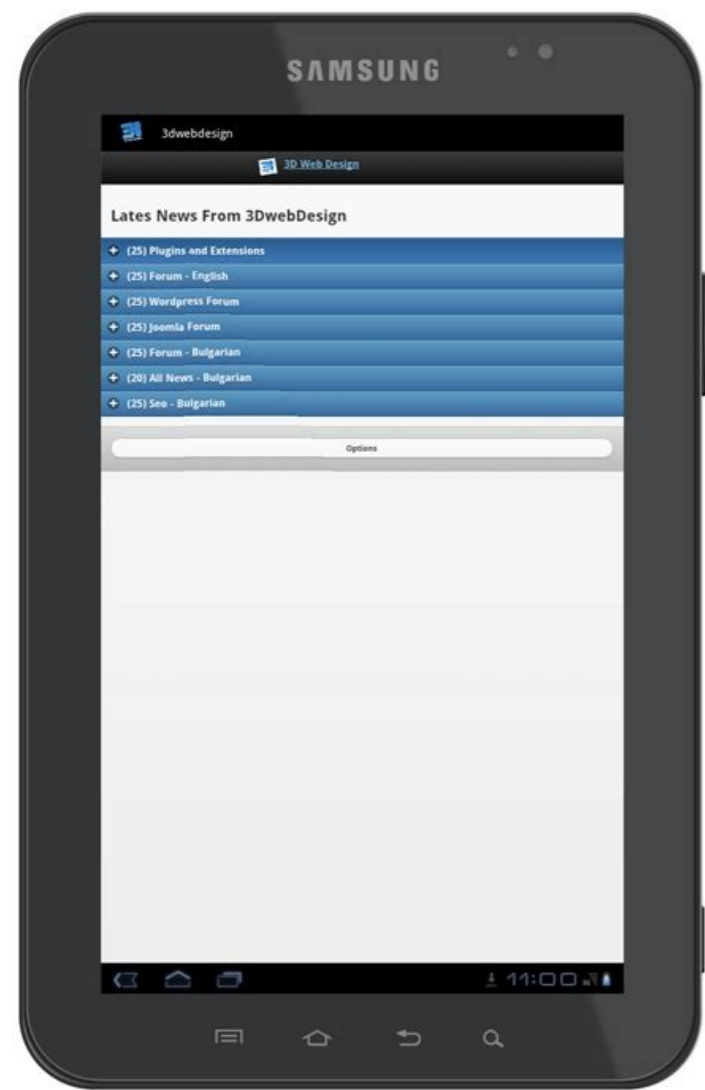 SAMSUNG
3dwebdesign
3D Web Design
Lates News From 3DwebDesign
(25) Plugins and Extensions
(25) Forum - English
(25) Wordpress Forum
(25) Joomla Forum
(25) Forum - Bulgarian
(20) All News - Bulgarian
(25) Seo - Bulgarian
Options
11:00